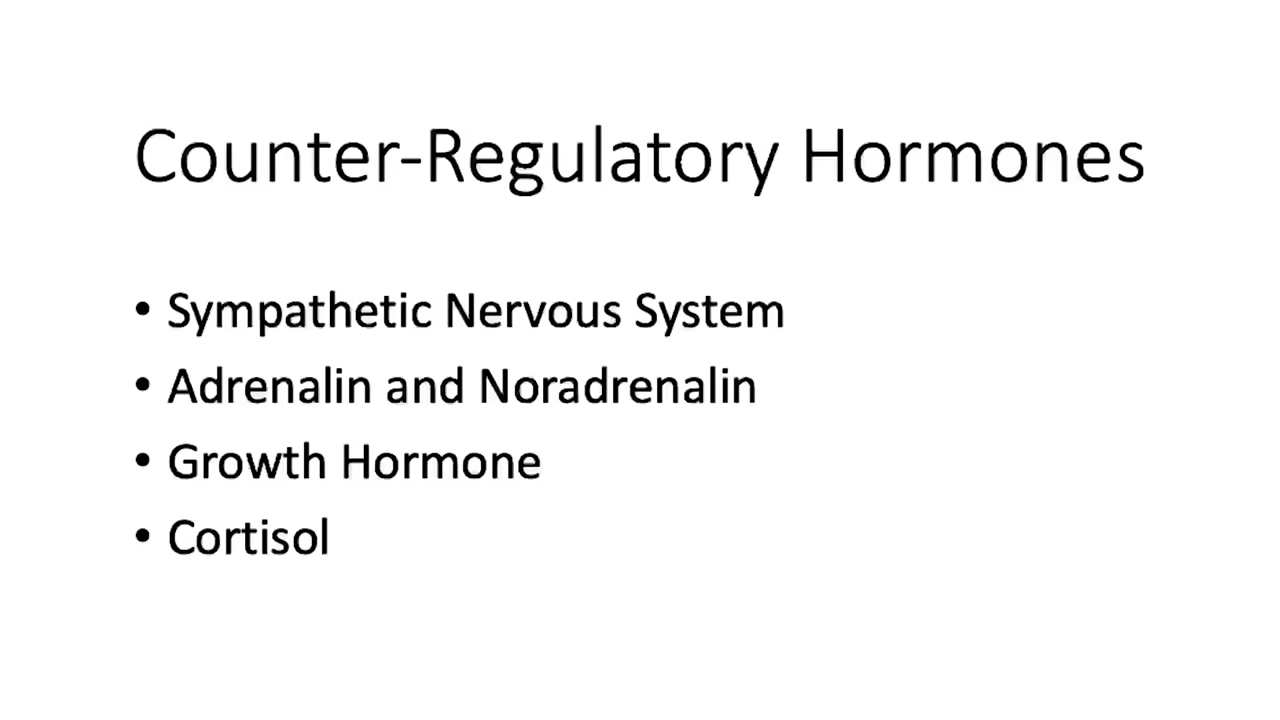 Counter-Regulatory Hormones
• Sympathetic Nervous System
• Adrenalin and Noradrenalin
• Growth Hormone
• Cortisol